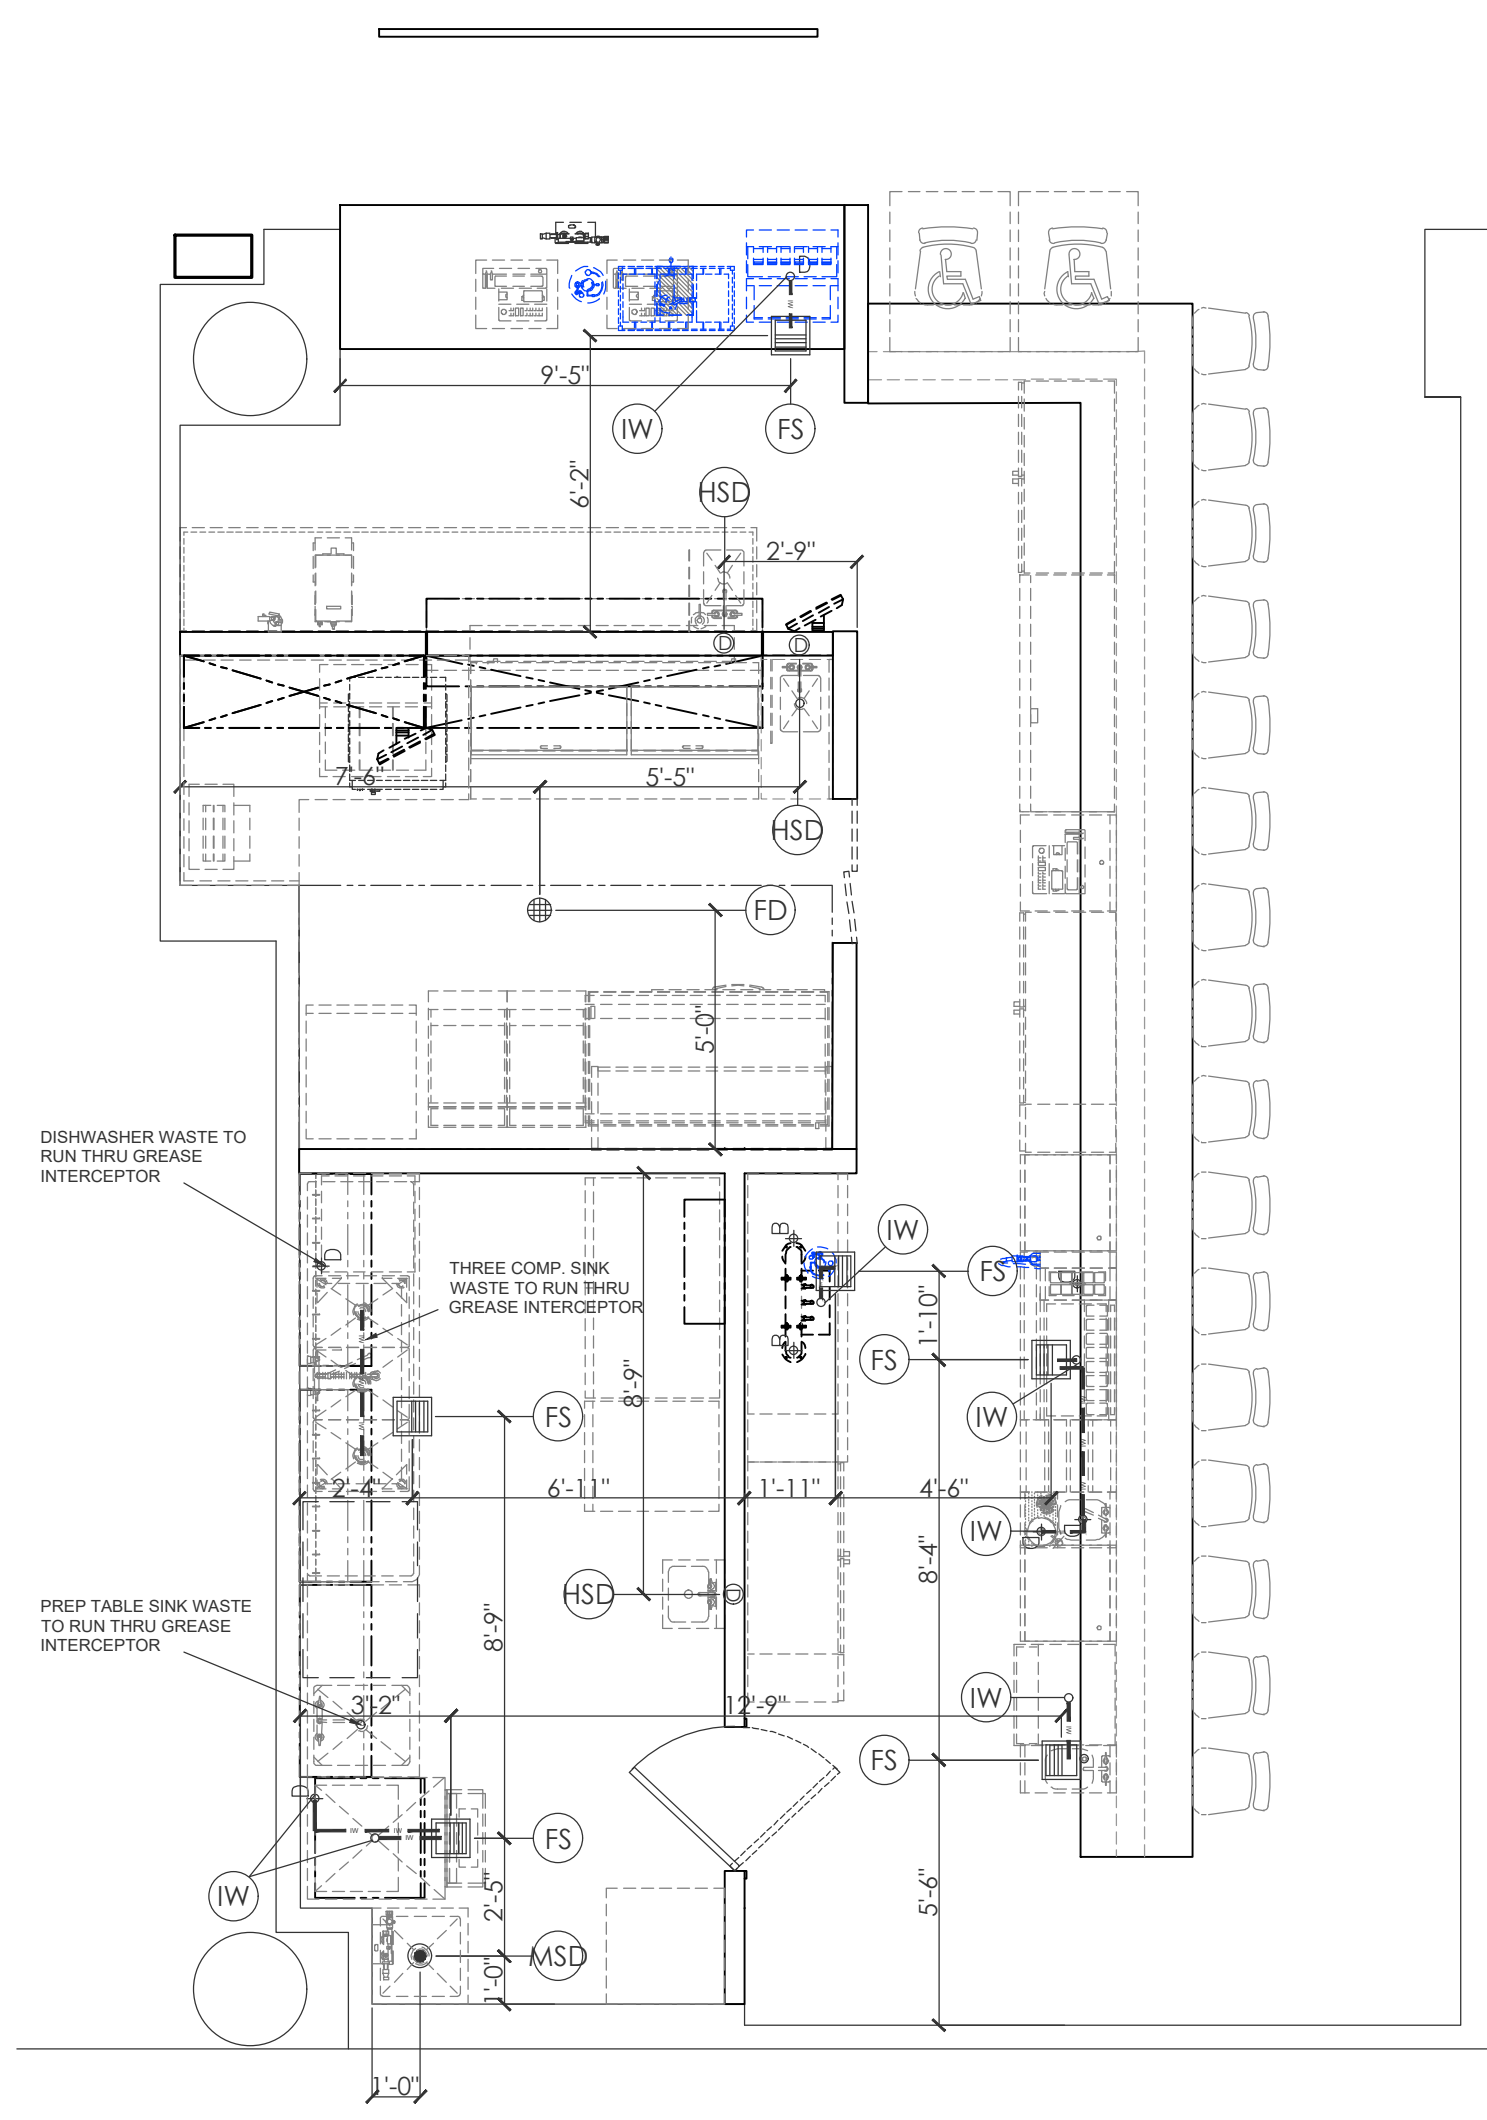 D
9'-5"
IW
FS
6'-2"
HSD
2'-9"
D
D
7'-6"
5'-5"
HSD
FD
5'-0"
DISHWASHER WASTE TO
RUN THRU GREASE
INTERCEPTOR
D
THREE COMP. SINK
WASTE TO RUN THRU
GREASE INTERCEPTOR
B
B
IW
FS
D
1'-10"
FS
IW
8'-9"
FS
2'-4"
6'-11"
1'-11"
4'-6"
IW
D
D
8'-4"
HSD
D
PREP TABLE SINK WASTE
TO RUN THRU GREASE
INTERCEPTOR
8'-9"
3'-2"
12'-9"
IW
FS
D
IW
IW
IW
FS
IW
2'-5"
5'-6"
MSD
1'-0"
1'-0"